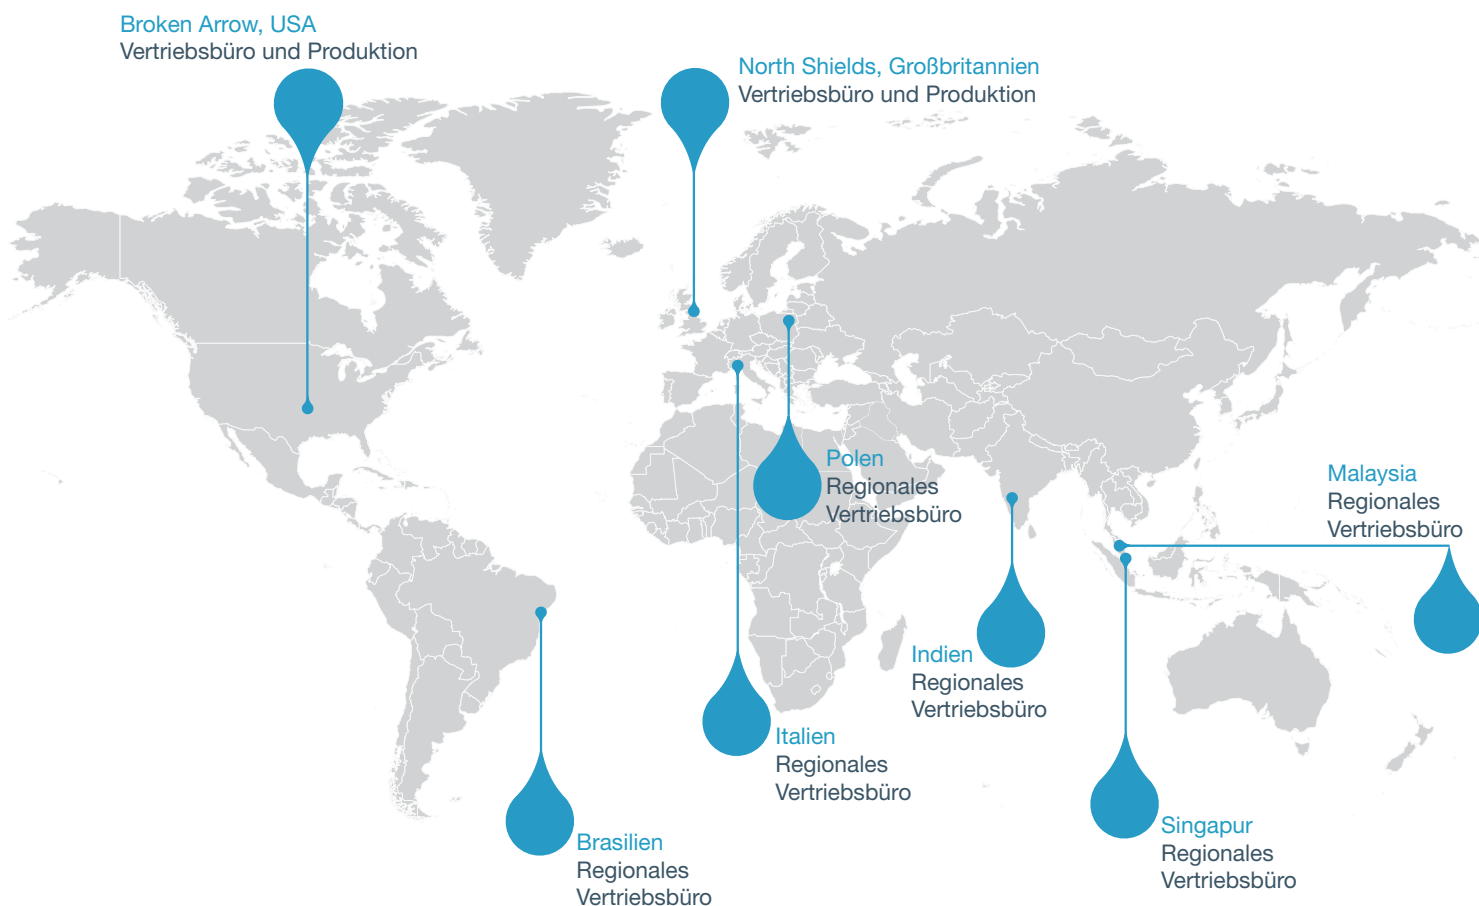 Broken Arrow, USA
Vertriebsbüro und Produktion
North Shields, Großbritannien
Vertriebsbüro und Produktion
Polen
Regionales
Vertriebsbüro
Malaysia
Regionales
Vertriebsbüro
Indien
Regionales
Vertriebsbüro
Italien
Regionales
Vertriebsbüro
Brasilien
Regionales
Vertriebsbüro
Singapur
Regionales
Vertriebsbüro